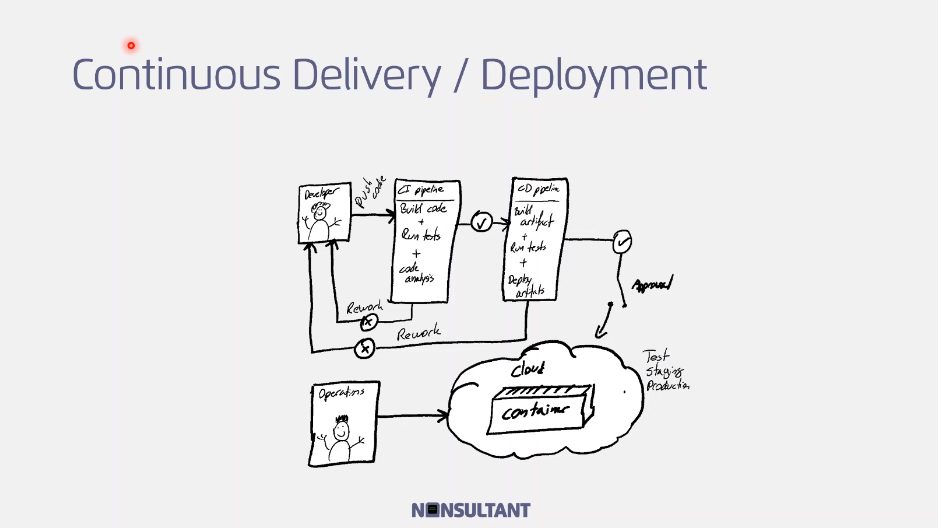 Continuous Delivery / Deployment
Developer
Push
code
CI pipeline
Build code
+
Run tests
+
code
analysis
CD pipeline
Build
artifact
+
Run tests
+
Deploy
artifats
Approval
Rework
Rework
Test
Staging
Production
Cloud
Container
Operations
NONSULTANT